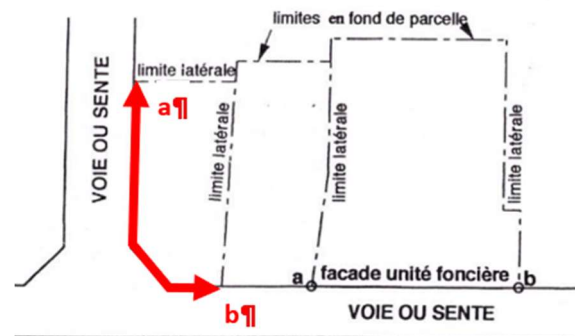 limites en fond de parcelle
limite latérale
a¶
VOIE OU SENTE
limite latérale
limite latérale
limite latérale
a facade unité foncière b
b¶
VOIE OU SENTE